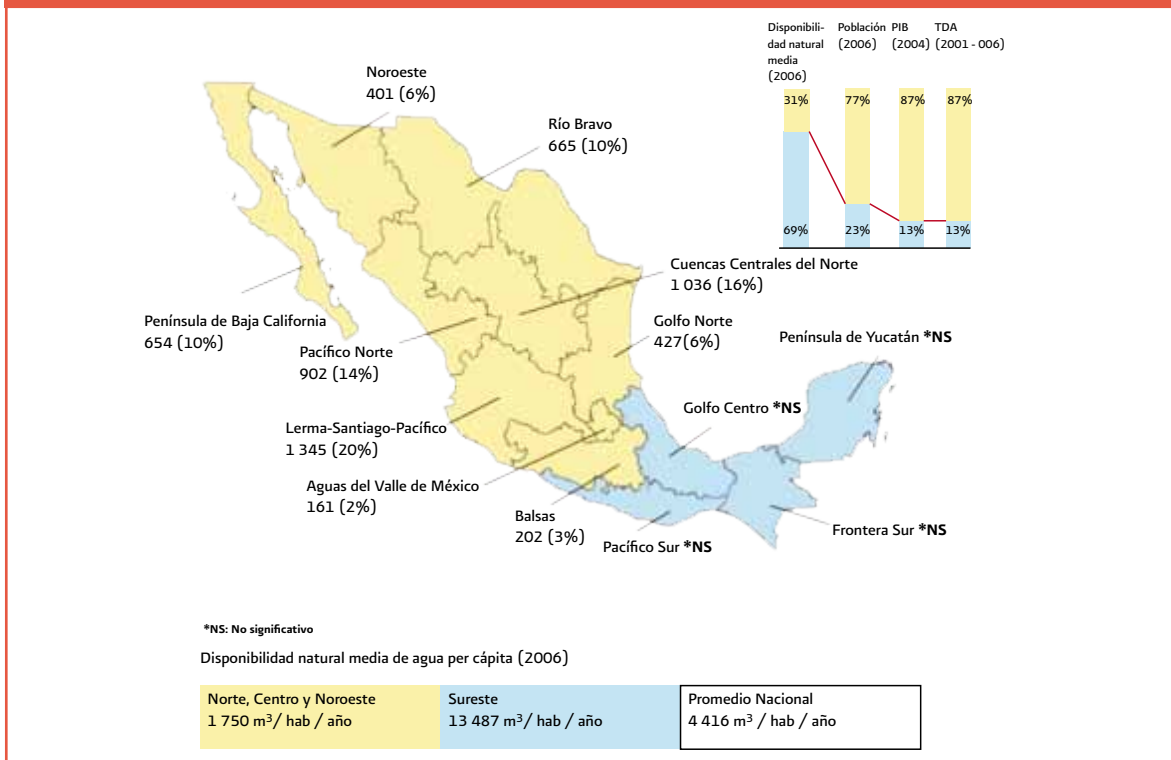 Disponibili-
dad natural
media
(2006)
Población
(2006)
PIB
(2004)
TDA
(2001 - 006)
31%
77%
87%
87%
69%
23%
13%
13%
Noroeste
401 (6%)
Río Bravo
665 (10%)
Cuencas Centrales del Norte
1 036 (16%)
Península de Baja California
654 (10%)
Pacífico Norte
902 (14%)
Golfo Norte
427(6%)
Península de Yucatán *NS
Golfo Centro *NS
Lerma-Santiago-Pacífico
1 345 (20%)
Aguas del Valle de México
161 (2%)
Balsas
202 (3%)
Pacífico Sur *NS
Frontera Sur *NS
*NS: No significativo
Disponibilidad natural media de agua per cápita (2006)
Norte, Centro y Noroeste
1 750 m³/ hab / año
Sureste
13 487 m³/ hab / año
Promedio Nacional
4 416 m³ / hab / año